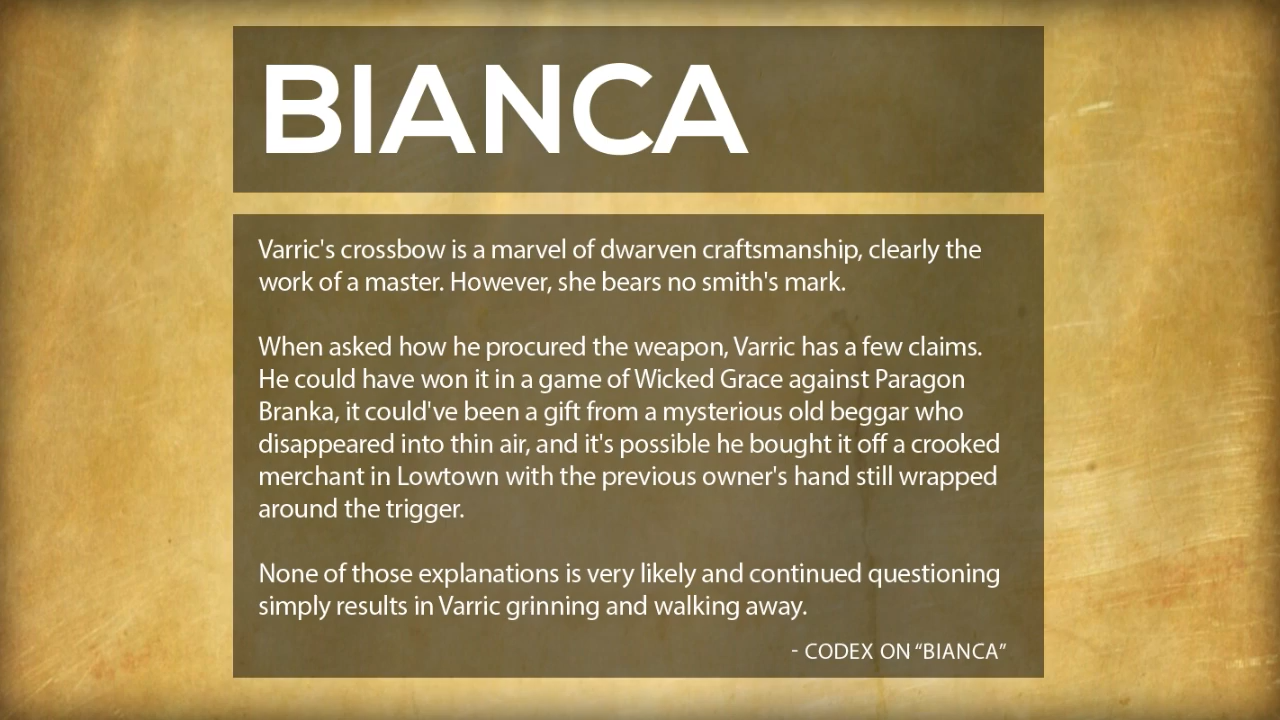 BIANCA
Varric's crossbow is a marvel of dwarven craftsmanship, clearly the
work of a master. However, she bears no smith's mark.
When asked how he procured the weapon, Varric has a few claims.
He could have won it in a game of Wicked Grace against Paragon
Branka, it could've been a gift from a mysterious old beggar who
disappeared into thin air, and it's possible he bought it off a crooked
merchant in Lowtown with the previous owner's hand still wrapped
around the trigger.
None of those explanations is very likely and continued questioning
simply results in Varric grinning and walking away.
- CODEX ON “BIANCA”